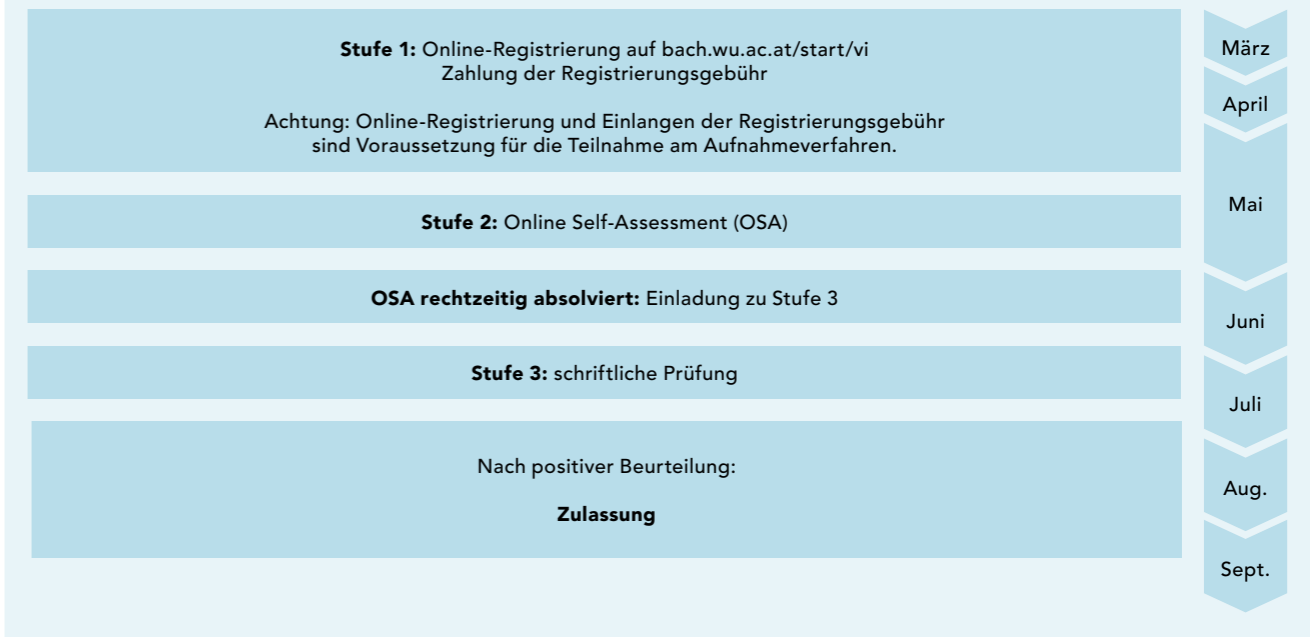 Stufe 1: Online-Registrierung auf bach.wu.ac.at/start/vi
Zahlung der Registrierungsgebühr
Achtung: Online-Registrierung und Einlangen der Registrierungsgebühr
sind Voraussetzung für die Teilnahme am Aufnahmeverfahren.
Stufe 2: Online Self-Assessment (OSA)
OSA rechtzeitig absolviert: Einladung zu Stufe 3
Stufe 3: schriftliche Prüfung
Nach positiver Beurteilung:
Zulassung
März
April
Mai
Juni
Juli
Aug.
Sept.